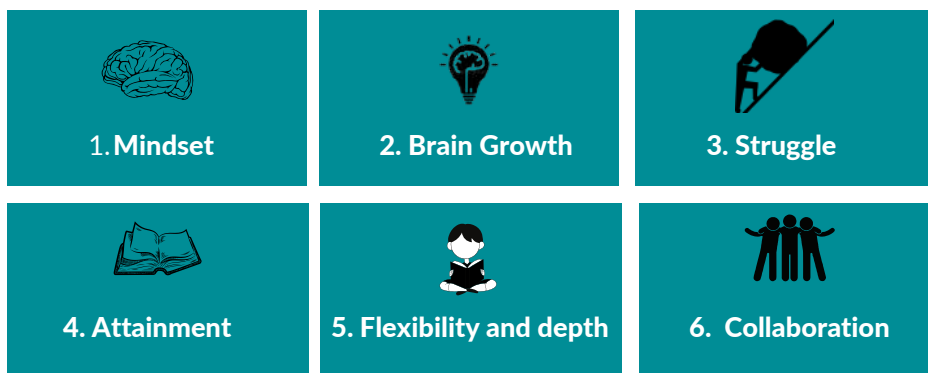 1. Mindset
2. Brain Growth
3. Struggle
4. Attainment
5. Flexibility and depth
6. Collaboration